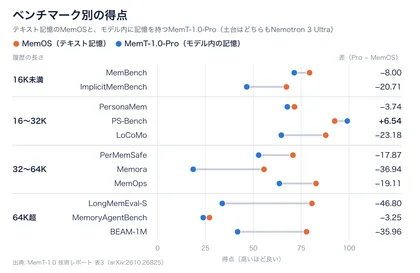 ベンチマーク別の得点
テキスト記憶のMemOSと、モデル内に記憶を持つMemT-1.0-Pro（土台はどちらもNemotron 3 Ultra）
MemOS（テキスト記憶） MemT-1.0-Pro（モデル内の記憶）
履歴の長さ 差（Pro − MemOS）
16K未満
MemBench −8.00
ImplicitMemBench −20.71
16〜32K
PersonaMem −3.74
PS-Bench +6.54
LoCoMo −23.18
32〜64K
PerMemSafe −17.87
Memora −36.94
MemOps −19.11
64K超
LongMemEval-S −46.80
MemoryAgentBench −3.25
BEAM-1M −35.96
0 25 50 75 100
得点（高いほど良い）
出典: MemT-1.0 技術レポート 表3（arXiv:2610.26825）